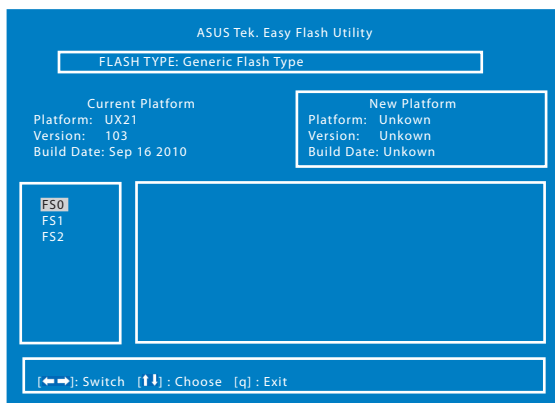 ASUS Tek. Easy Flash Utility
FLASH TYPE: Generic Flash Type
Current Platform
Platform: UX21
Version: 103
Build Date: Sep 16 2010
New Platform
Platform: Unkown
Version: Unkown
Build Date: Unkown
FS0
FS1
FS2
[←→]: Switch [↑↓] : Choose [q] : Exit